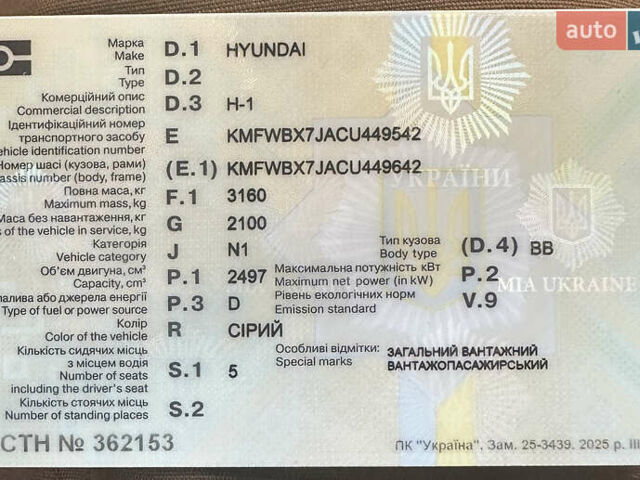 auto
Марка D.1 HYUNDAI
Make
Тип D.2
Type
Комерційний опис D.3 H-1
Commercial description
Ідентифікаційний номер
транспортного засобу E KMFWBX7JACU449542
Vehicle identification number
Номер шасі (кузова, рами) (E.1) KMFWBX7JACU449642
chassis number (body, frame)
УКРАЇНИ
Повна маса, кг F.1 3160
Maximum mass, kg
Маса без навантаження, кг G 2100
of the vehicle in service, kg
Категорія J N1 Тип кузова (D.4) BB
Vehicle category Body type
Об'єм двигуна, см³ P.1 2497 Максимальна потужність кВт P.2
Capacity, cm³ Maximum net power (in kW)
MIA UKRAINE
палива або джерела енергії P.3 D Рівень екологічних норм V.9
Type of fuel or power source Emission standard
Колір R СІРИЙ
Color of the vehicle
Кількість сидячих місць Особливі відмітки: ЗАГАЛЬНИЙ ВАНТАЖНИЙ
з місцем водія S.1 5 Special marks ВАНТАЖОПАСАЖИРСЬКИЙ
Number of seats
including the driver's seat
Кількість стоячих місць S.2
Number of standing places
СТН № 362153
ПК "Україна". Зам. 25-3439. 2025 р. III